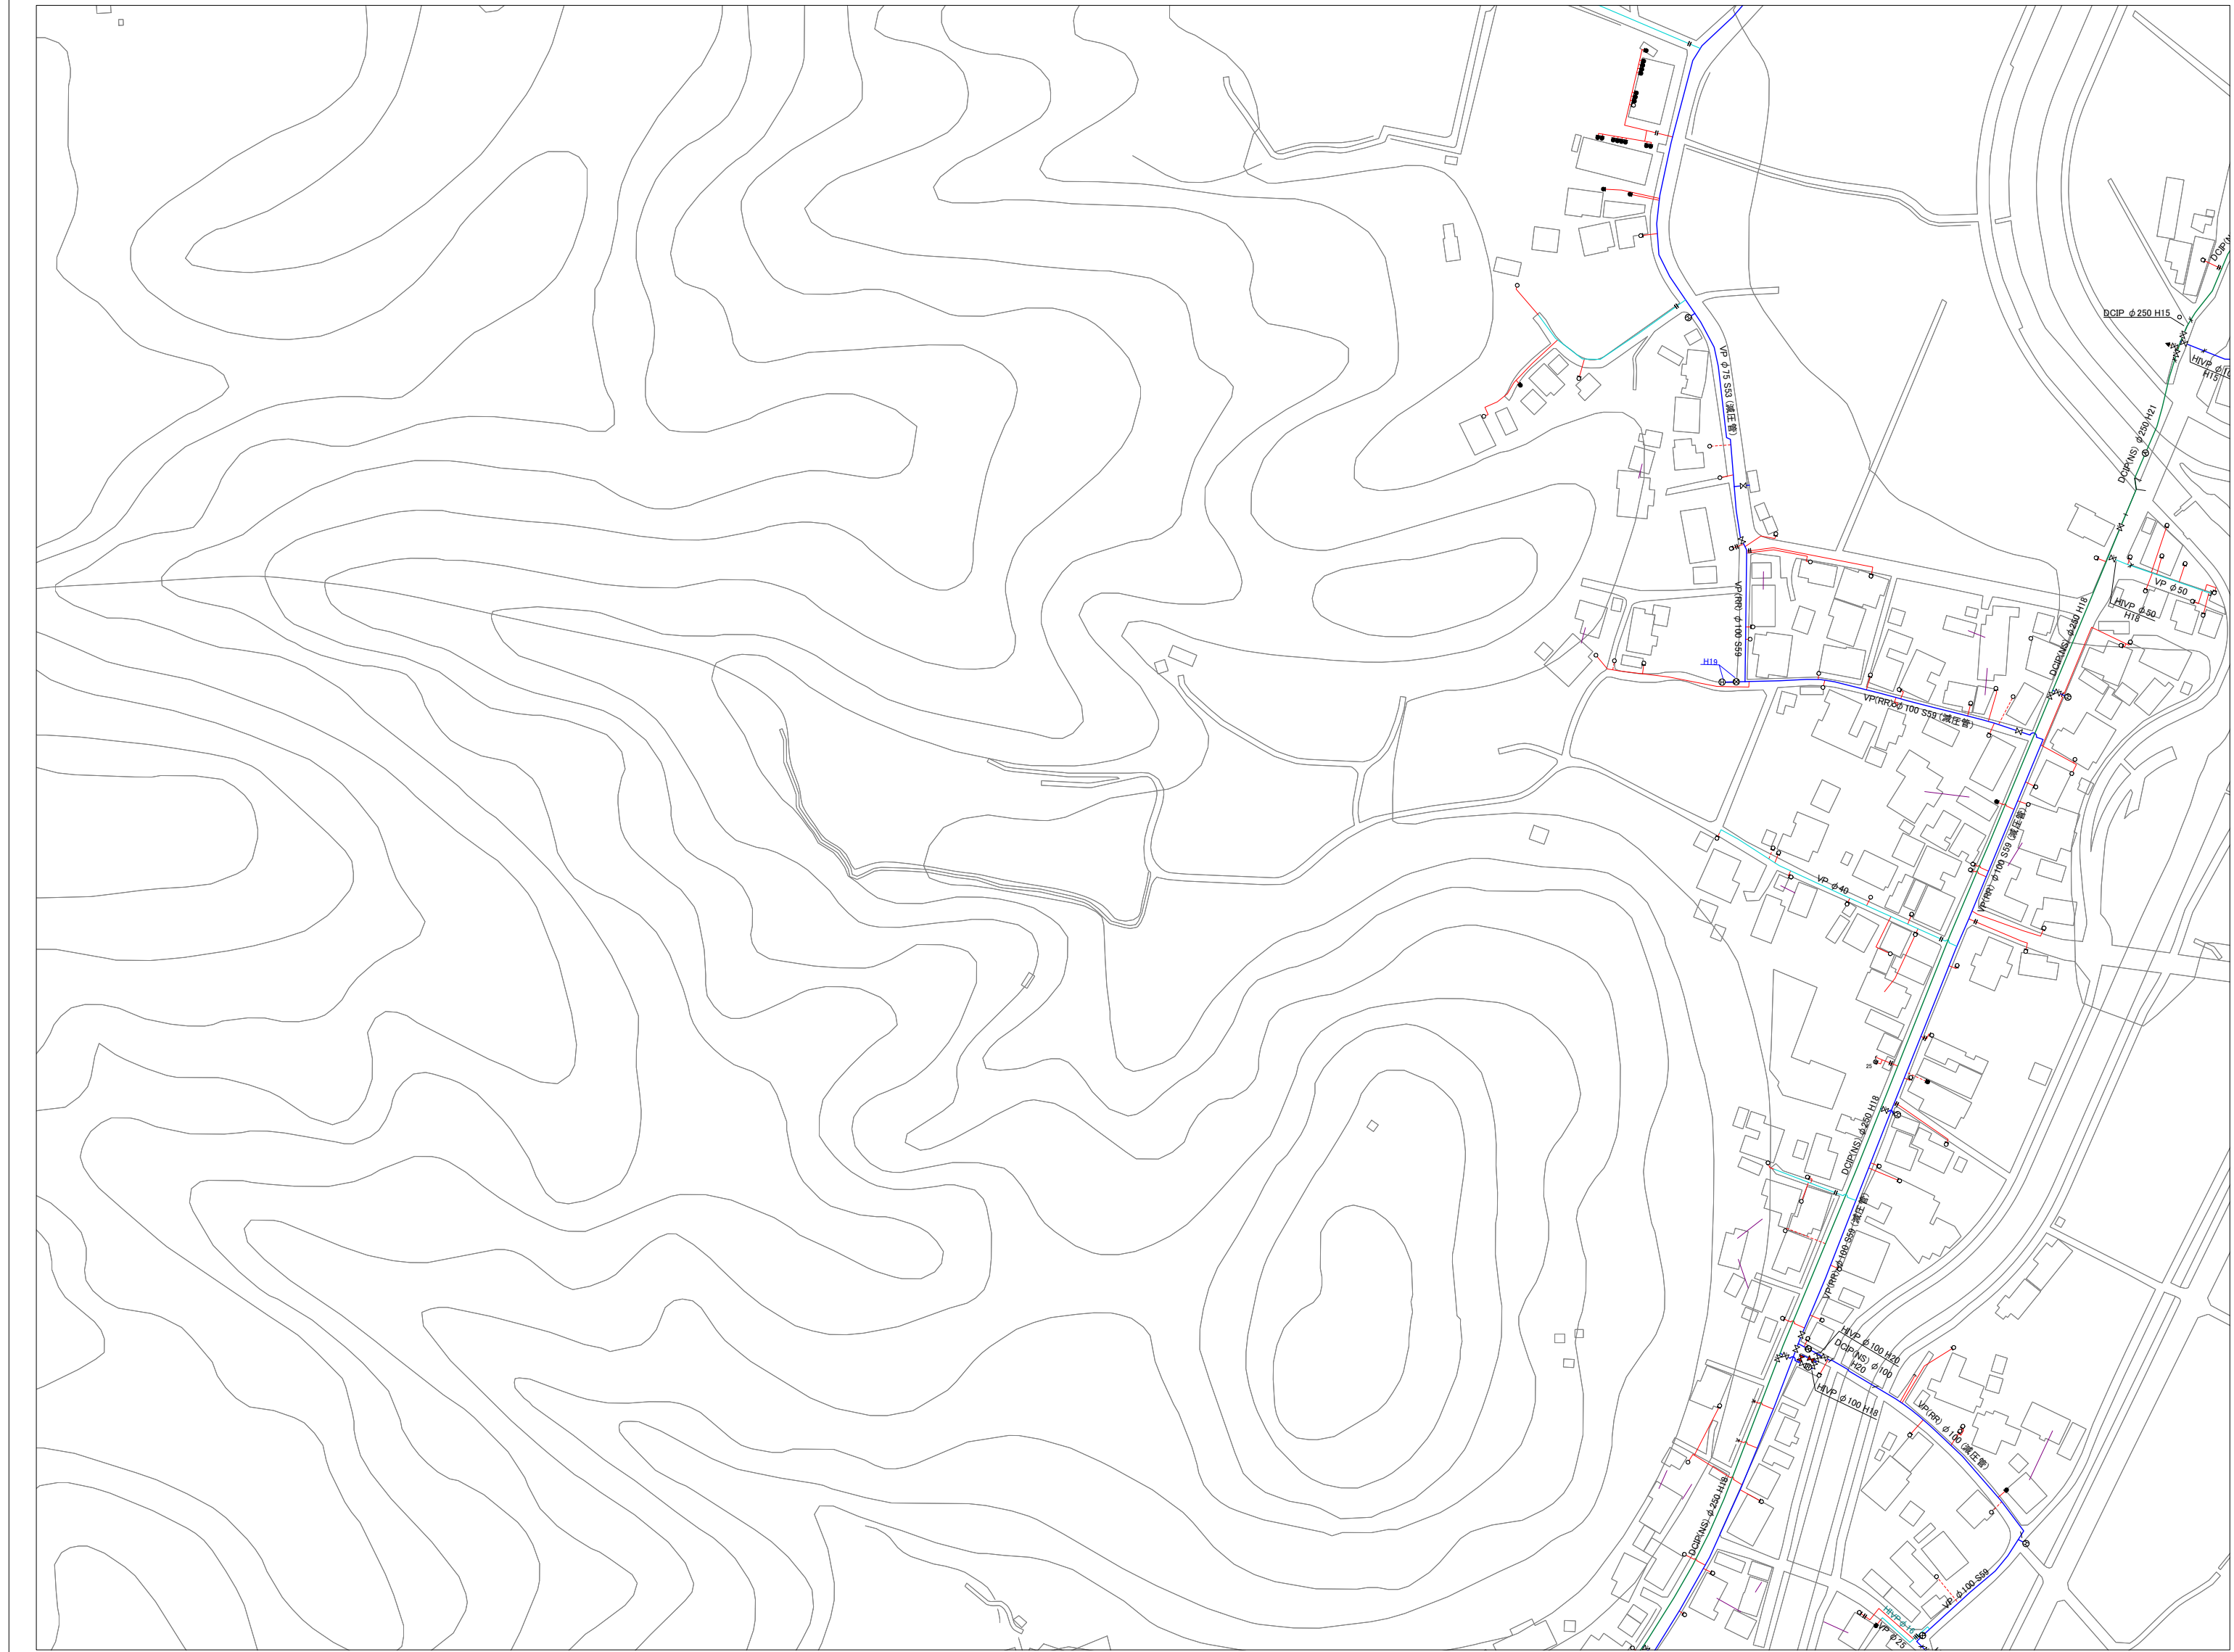 DCIP φ250 H15
HIVP φ10
H15
VP φ75 S53 (減圧管)
DCIP(NS) φ250 H21
VP φ50
HIVP φ50
H18
DCIP(NS) φ250 H18
VP(RR) φ100 S59
H19
VP(RR) φ100 S59 (減圧管)
VP(RR) φ100 S59 (減圧管)
VP φ40
25
DCIP(NS) φ250 H18
VP(RR) φ100 S59 (減圧管)
HIVP φ100 H20
DCIP(NS) φ100
H20
HIVP φ100 H18
VP(RR) φ100 (減圧管)
DCIP(NS) φ250 H18
VP φ100 S59
VP φ25